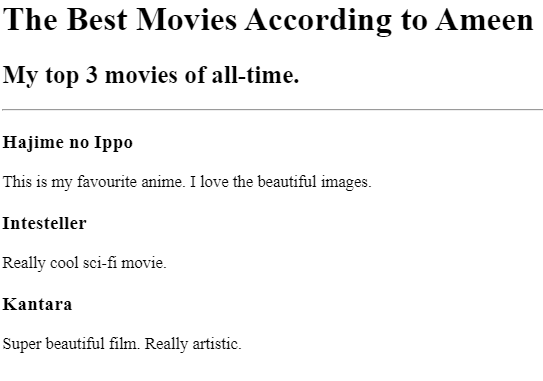 The Best Movies According to Ameen
My top 3 movies of all-time.
Hajime no Ippo
This is my favourite anime. I love the beautiful images.
Intesteller
Really cool sci-fi movie.
Kantara
Super beautiful film. Really artistic.